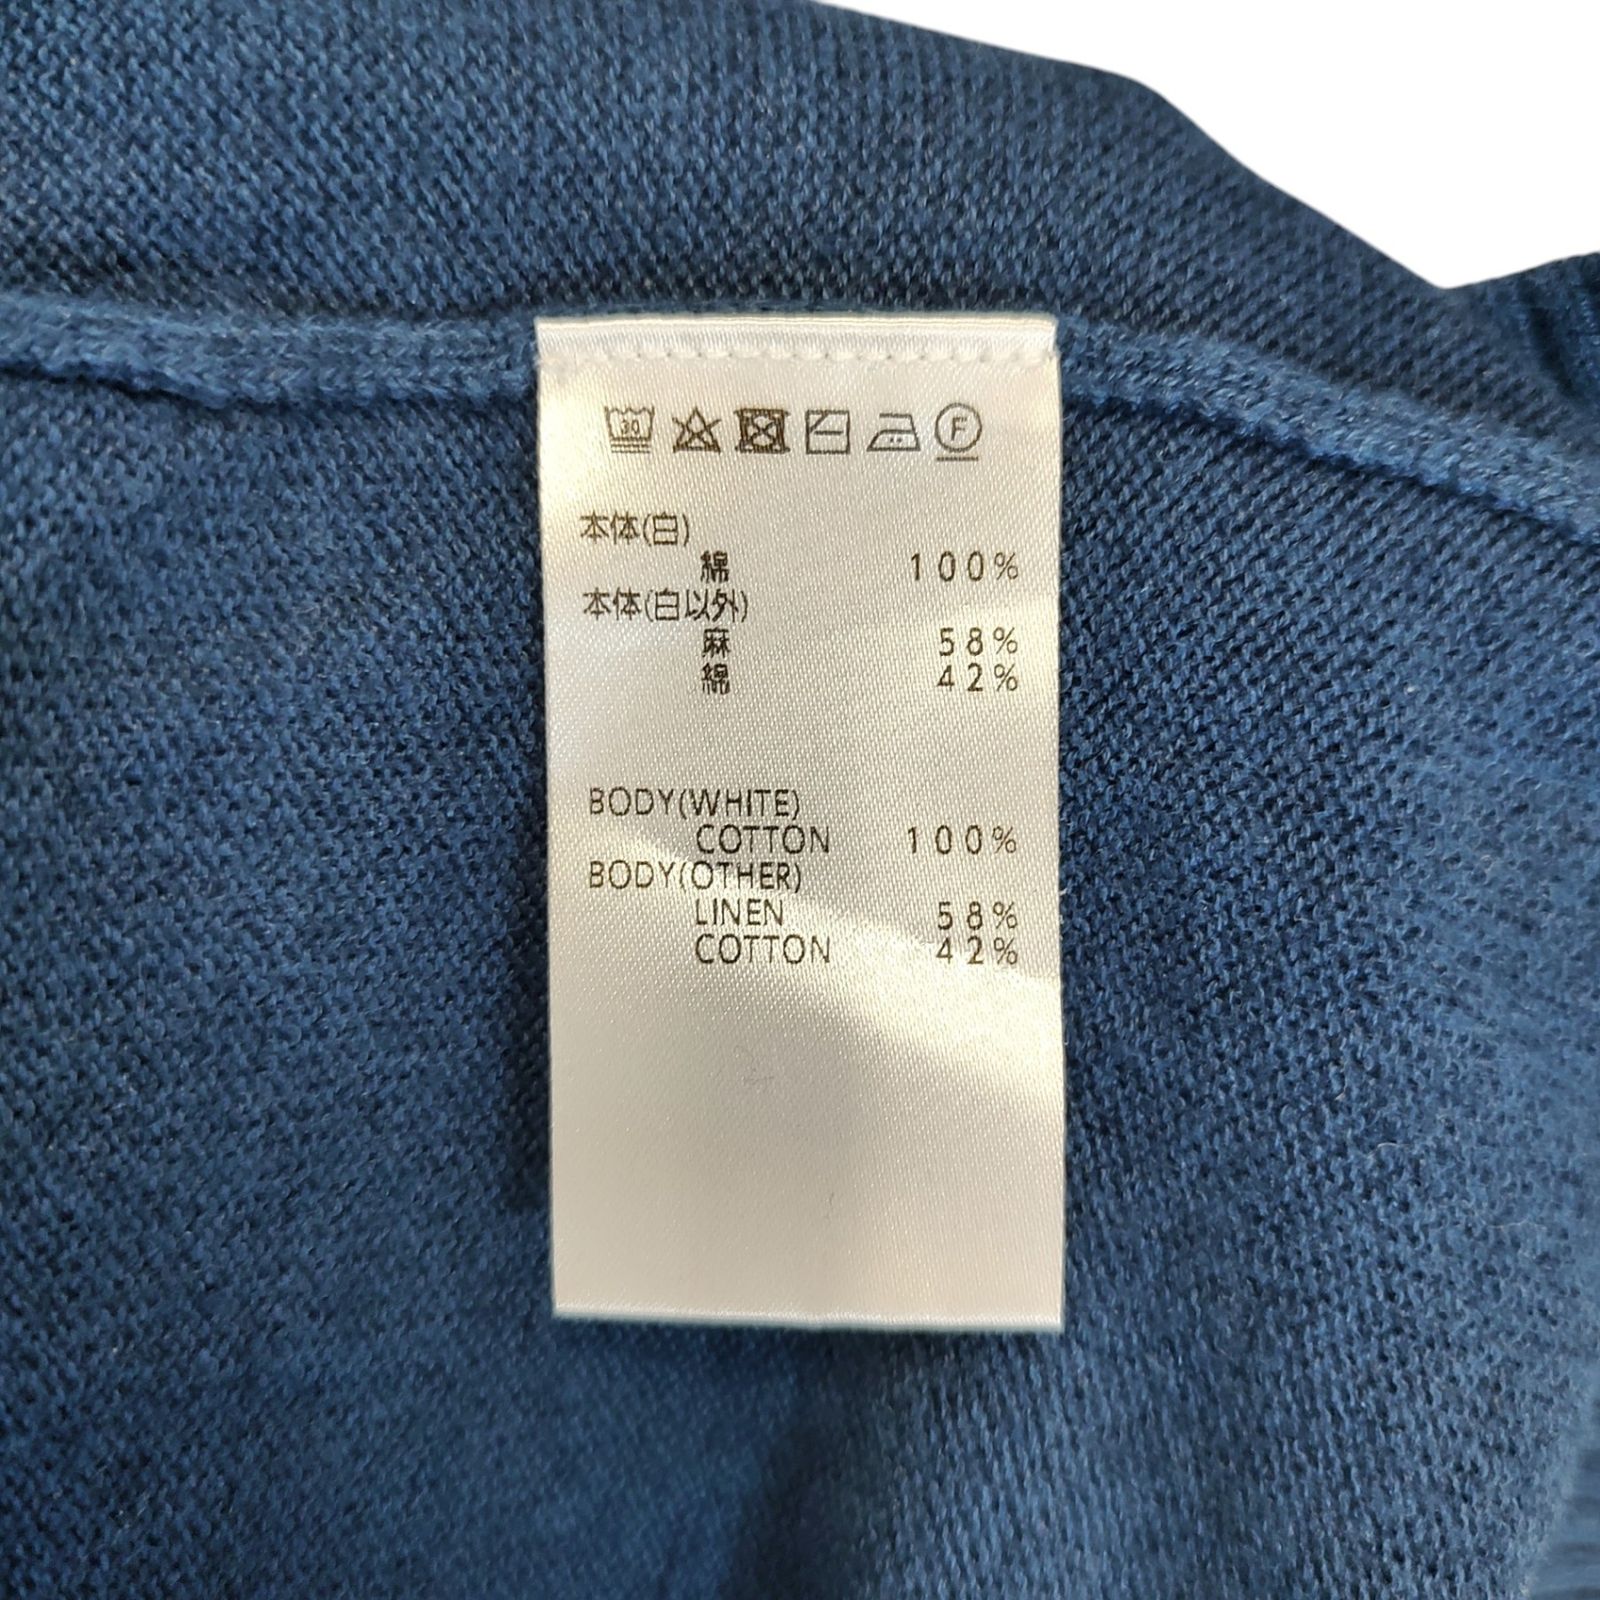 30
F
本体(白)
綿 100%
本体(白以外)
麻 58%
綿 42%
BODY(WHITE)
COTTON 100%
BODY(OTHER)
LINEN 58%
COTTON 42%